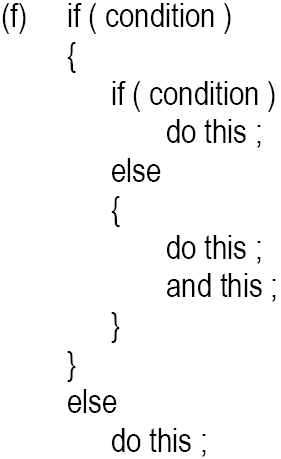 (f) if ( condition )
{
if ( condition )
do this ;
else
{
do this ;
and this ;
}
}
else
do this ;